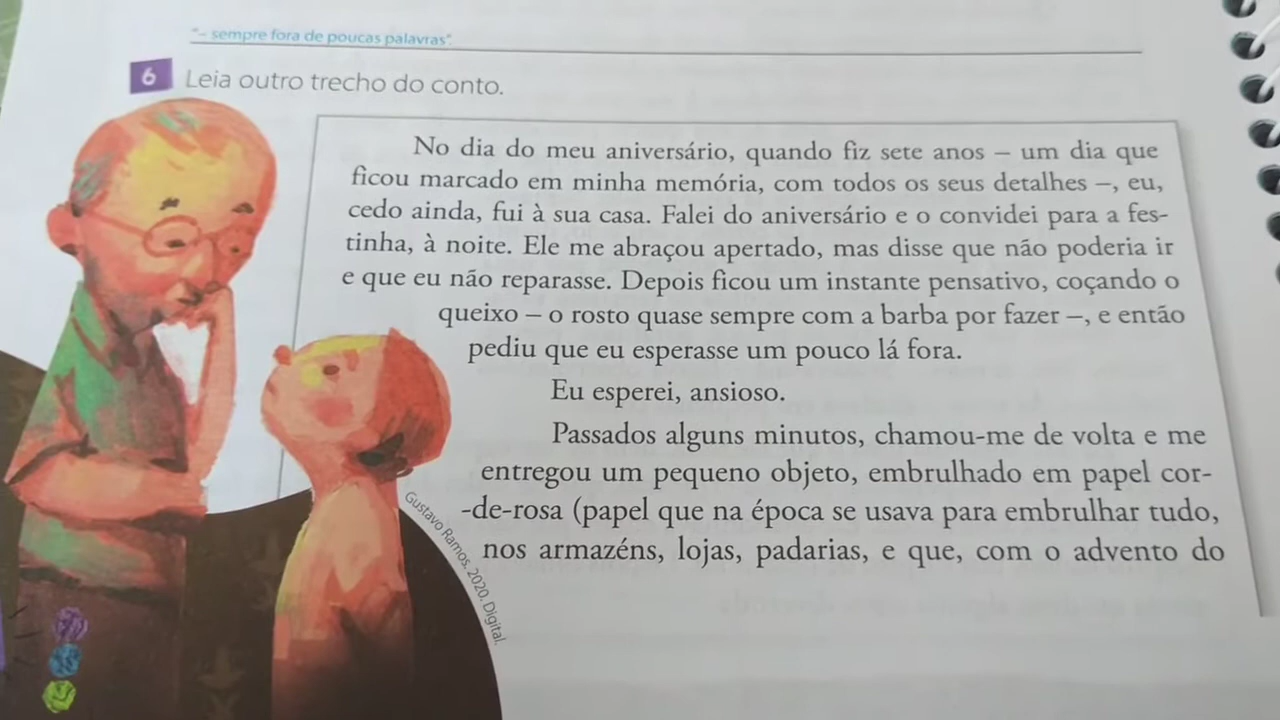 "– sempre fora de poucas palavras".
6 Leia outro trecho do conto.
No dia do meu aniversário, quando fiz sete anos – um dia que
ficou marcado em minha memória, com todos os seus detalhes –, eu,
cedo ainda, fui à sua casa. Falei do aniversário e o convidei para a fes-
tinha, à noite. Ele me abraçou apertado, mas disse que não poderia ir
e que eu não reparasse. Depois ficou um instante pensativo, coçando o
queixo – o rosto quase sempre com a barba por fazer –, e então
pediu que eu esperasse um pouco lá fora.
Eu esperei, ansioso.
Passados alguns minutos, chamou-me de volta e me
entregou um pequeno objeto, embrulhado em papel cor-
-de-rosa (papel que na época se usava para embrulhar tudo,
nos armazéns, lojas, padarias, e que, com o advento do
Gustavo Ramos. 2020. Digital.